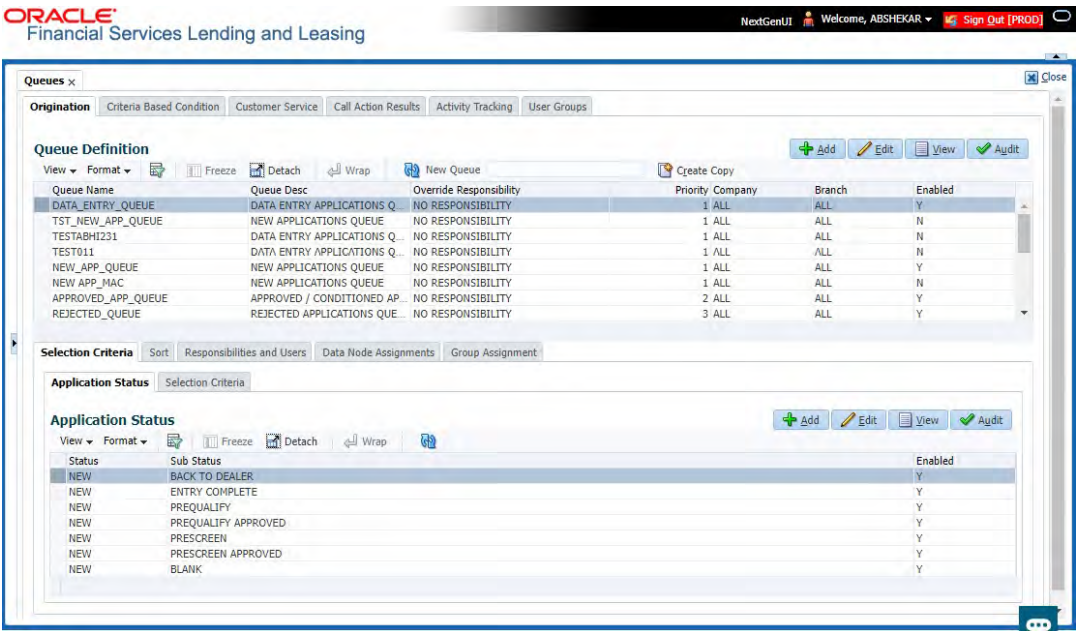 ORACLE
Financial Services Lending and Leasing
NextGenUI Welcome, ABSHEKAR Sign Out [PROD]
Queues x Close
Origination Criteria Based Condition Customer Service Call Action Results Activity Tracking User Groups
Queue Definition Add Edit View Audit
View Format Freeze Detach Wrap New Queue Create Copy
Queue Name Queue Desc Override Responsibility Priority Company Branch Enabled
DATA_ENTRY_QUEUE DATA ENTRY APPLICATIONS Q... NO RESPONSIBILITY 1 ALL ALL Y
TST_NEW_APP_QUEUE NEW APPLICATIONS QUEUE NO RESPONSIBILITY 1 ALL ALL N
TESTABHI231 DATA ENTRY APPLICATIONS Q... NO RESPONSIBILITY 1 ALL ALL N
TEST011 DATA ENTRY APPLICATIONS Q... NO RESPONSIBILITY 1 ALL ALL N
NEW_APP_QUEUE NEW APPLICATIONS QUEUE NO RESPONSIBILITY 1 ALL ALL Y
NEW APP_MAC NEW APPLICATIONS QUEUE NO RESPONSIBILITY 1 ALL ALL N
APPROVED_APP_QUEUE APPROVED / CONDITIONED AP... NO RESPONSIBILITY 2 ALL ALL Y
REJECTED_QUEUE REJECTED APPLICATIONS QUE... NO RESPONSIBILITY 3 ALL ALL Y
Selection Criteria Sort Responsibilities and Users Data Node Assignments Group Assignment
Application Status Selection Criteria
Application Status Add Edit View Audit
View Format Freeze Detach Wrap
Status Sub Status Enabled
NEW BACK TO DEALER Y
NEW ENTRY COMPLETE Y
NEW PREQUALIFY Y
NEW PREQUALIFY APPROVED Y
NEW PRESCREEN Y
NEW PRESCREEN APPROVED Y
NEW BLANK Y